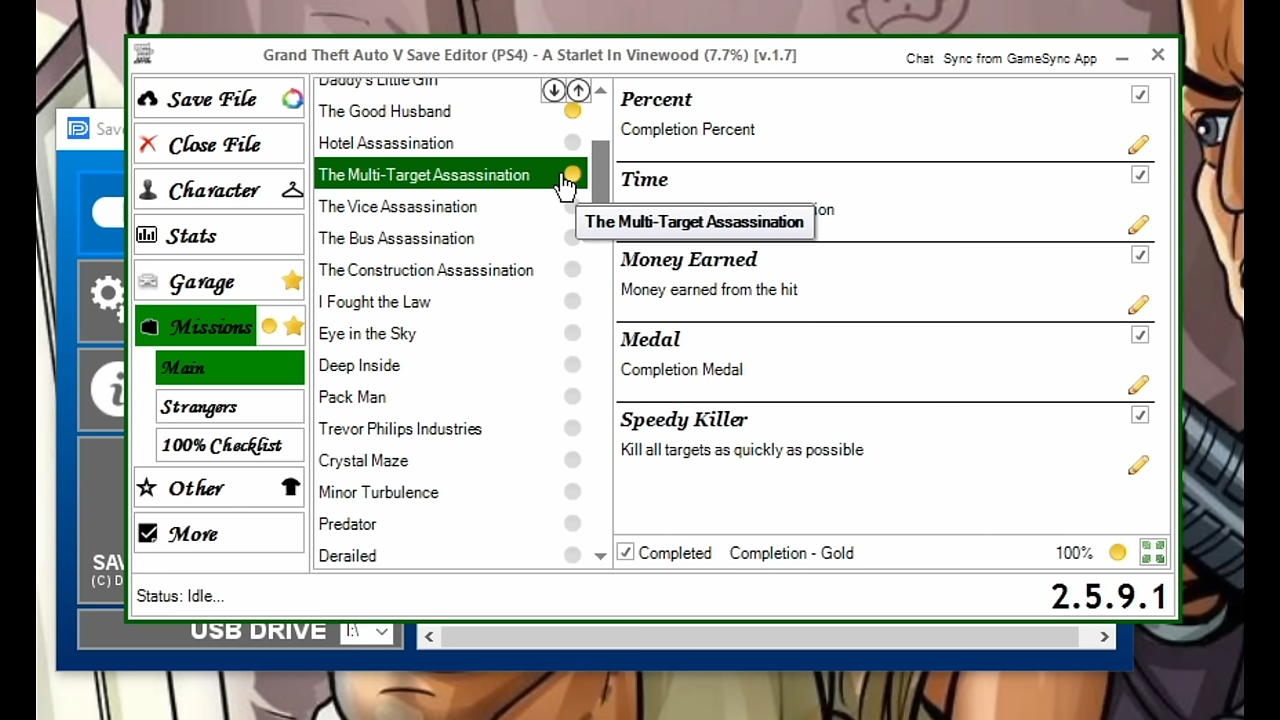 Grand Theft Auto V Save Editor (PS4) - A Starlet In Vinewood (7.7%) [v.1.7]
Chat Sync from GameSync App
Save File
Close File
Character
Stats
Garage
Missions
Main
Strangers
100% Checklist
Other
More
Daddy's Little Girl
The Good Husband
Hotel Assassination
The Multi-Target Assassination
The Vice Assassination
The Bus Assassination
The Construction Assassination
I Fought the Law
Eye in the Sky
Deep Inside
Pack Man
Trevor Philips Industries
Crystal Maze
Minor Turbulence
Predator
Derailed
The Multi-Target Assassination
Percent
Completion Percent
Time
Money Earned
Money earned from the hit
Medal
Completion Medal
Speedy Killer
Kill all targets as quickly as possible
Completed Completion - Gold 100%
Status: Idle...
2.5.9.1
Save
SAV
(C) D
USB DRIVE I:\